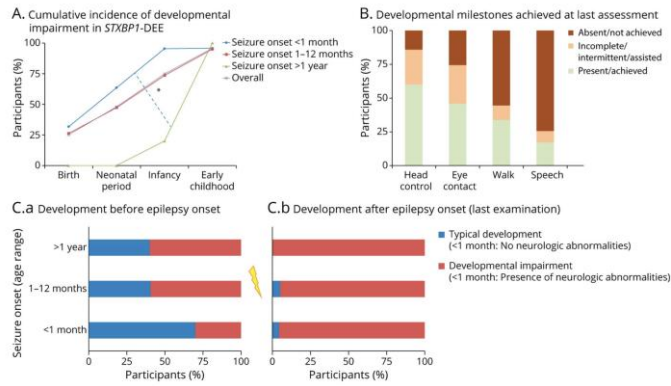 A. Cumulative incidence of developmental
impairment in STXBP1-DEE
100
75
50
25
0
Participants (%)
Birth
Neonatal
period
Infancy
Early
childhood
Seizure onset <1 month
Seizure onset 1–12 months
Seizure onset >1 year
Overall
*
B. Developmental milestones achieved at last assessment
100
75
50
25
0
Participants (%)
Head
control
Eye
contact
Walk
Speech
Absent/not achieved
Incomplete/
intermittent/assisted
Present/achieved
C.a Development before epilepsy onset
Seizure onset (age range)
>1 year
1–12 months
<1 month
0
25
50
75
100
Participants (%)
C.b Development after epilepsy onset (last examination)
0
25
50
75
100
Participants (%)
Typical development
(<1 month: No neurologic abnormalities)
Developmental impairment
(<1 month: Presence of neurologic abnormalities)